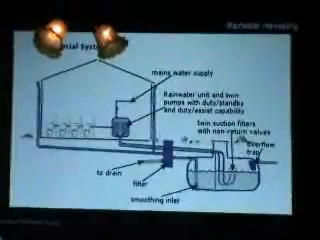 Rainwater Harvesting
cial System
mains water supply
Rainwater unit and twin
pumps with duty/standby
and duty/assist capability
twin suction filters
with non-return valves
overflow
trap
to drain
filter
smoothing inlet